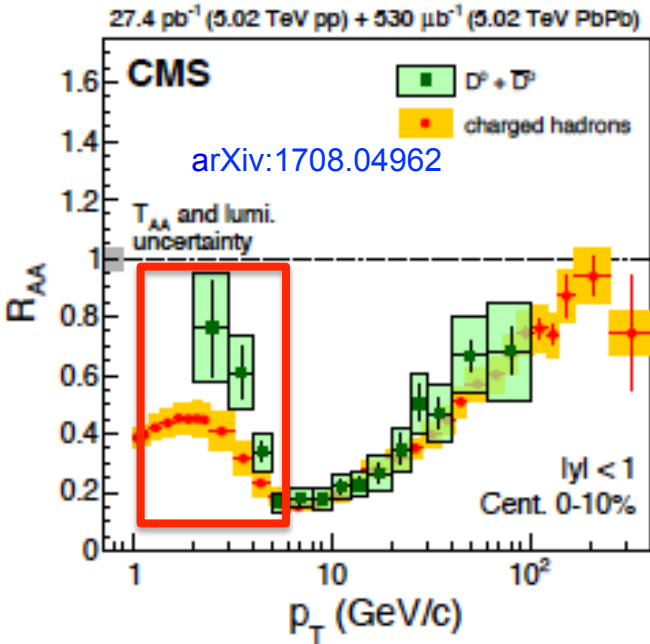 27.4 pb⁻¹ (5.02 TeV pp) + 530 μb⁻¹ (5.02 TeV PbPb)
CMS
D⁰ + D̅⁰
charged hadrons
arXiv:1708.04962
T_AA and lumi.
uncertainty
R_AA
1.6
1.4
1.2
1
0.8
0.6
0.4
0.2
0
|y| < 1
Cent. 0-10%
1
10
10²
p_T (GeV/c)